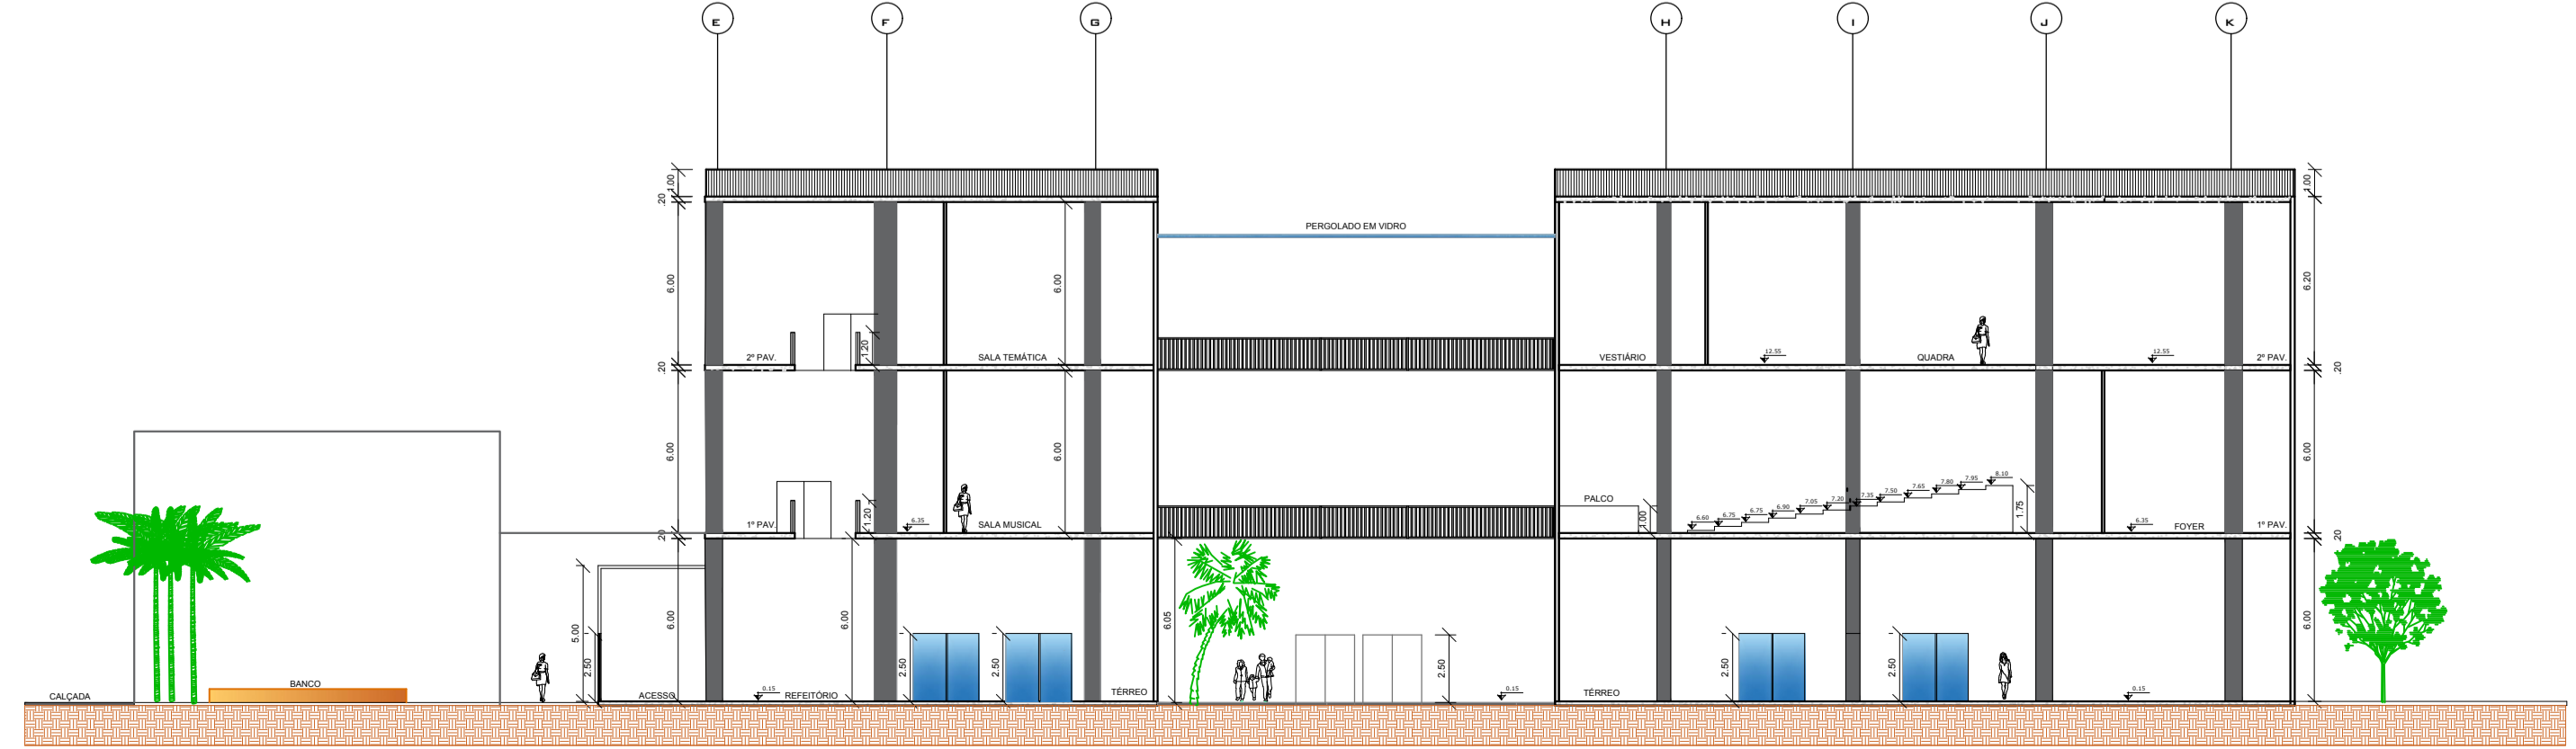 E F G H I J K
1.00 1.00
.20
PERGOLADO EM VIDRO
6.00 6.00 6.20
1.20
2º PAV. SALA TEMÁTICA VESTIÁRIO 12.55 QUADRA 12.55 2º PAV.
.20 .20
6.00 6.00 6.00
8.10
7.95
7.80
7.65
7.50
7.35
7.20
7.05
6.90
6.75
6.75
6.60
PALCO
1.00 1.75
1.20
1º PAV. 6.35 SALA MUSICAL 6.35 FOYER 1º PAV.
.20 .20
5.00 6.00 6.00 6.05 6.00
2.50 2.50 2.50 2.50 2.50 2.50
BANCO
CALÇADA ACESSO 0.15 REFEITÓRIO TÉRREO 0.15 TÉRREO 0.15